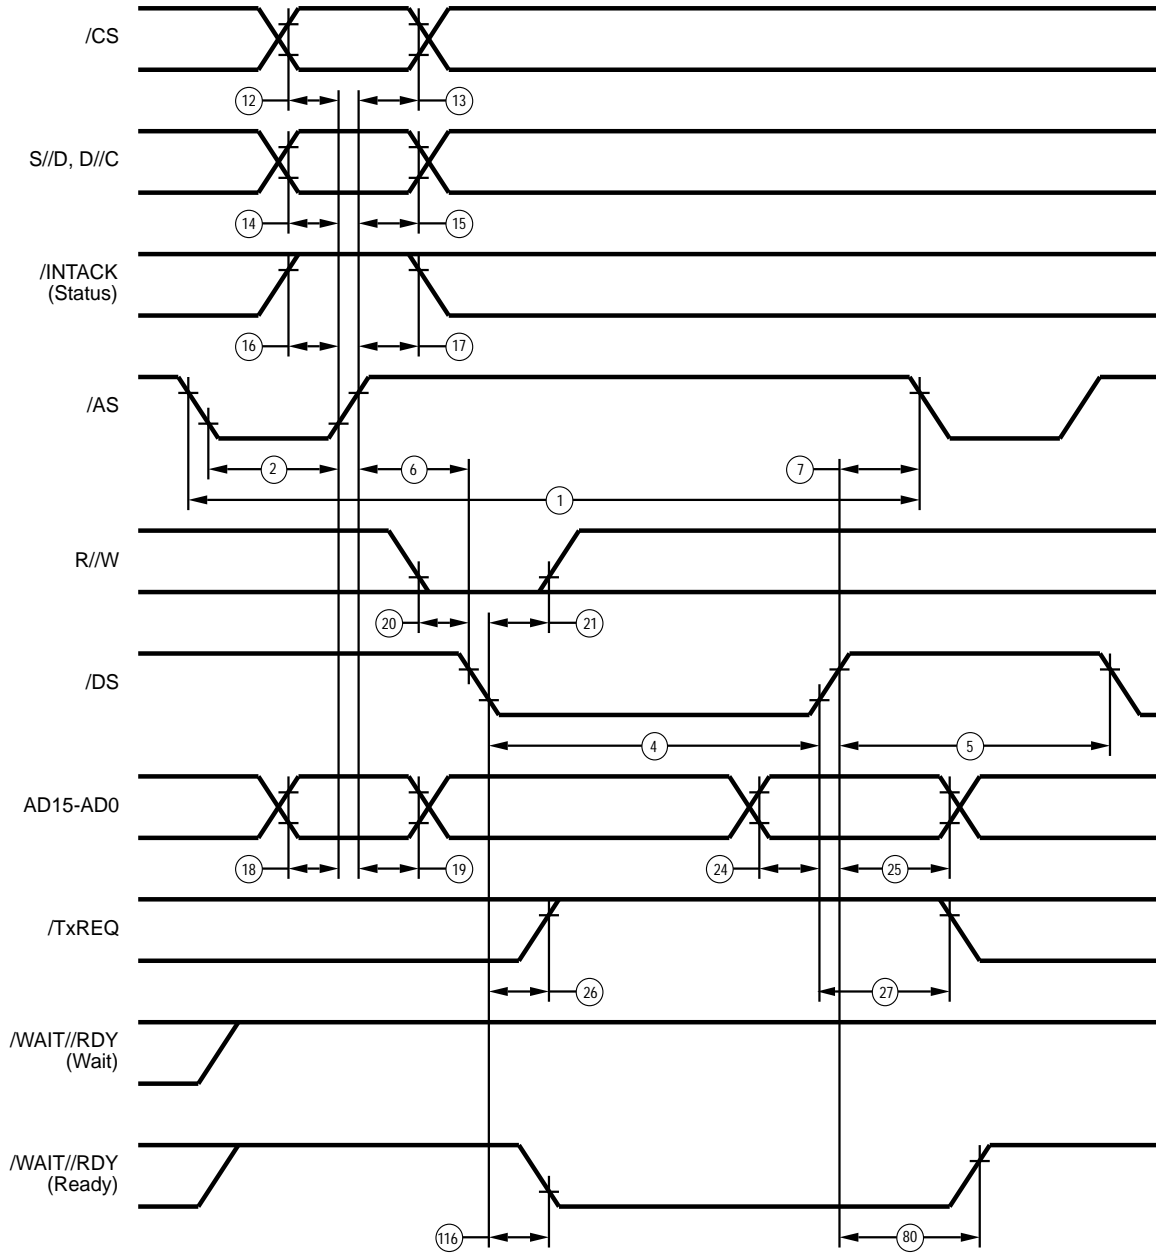 /CS
12
13
S//D, D//C
14
15
/INTACK
(Status)
16
17
/AS
2
6
7
1
R//W
20
21
/DS
4
5
AD15-AD0
18
19
24
25
/TxREQ
26
27
/WAIT//RDY
(Wait)
/WAIT//RDY
(Ready)
116
80